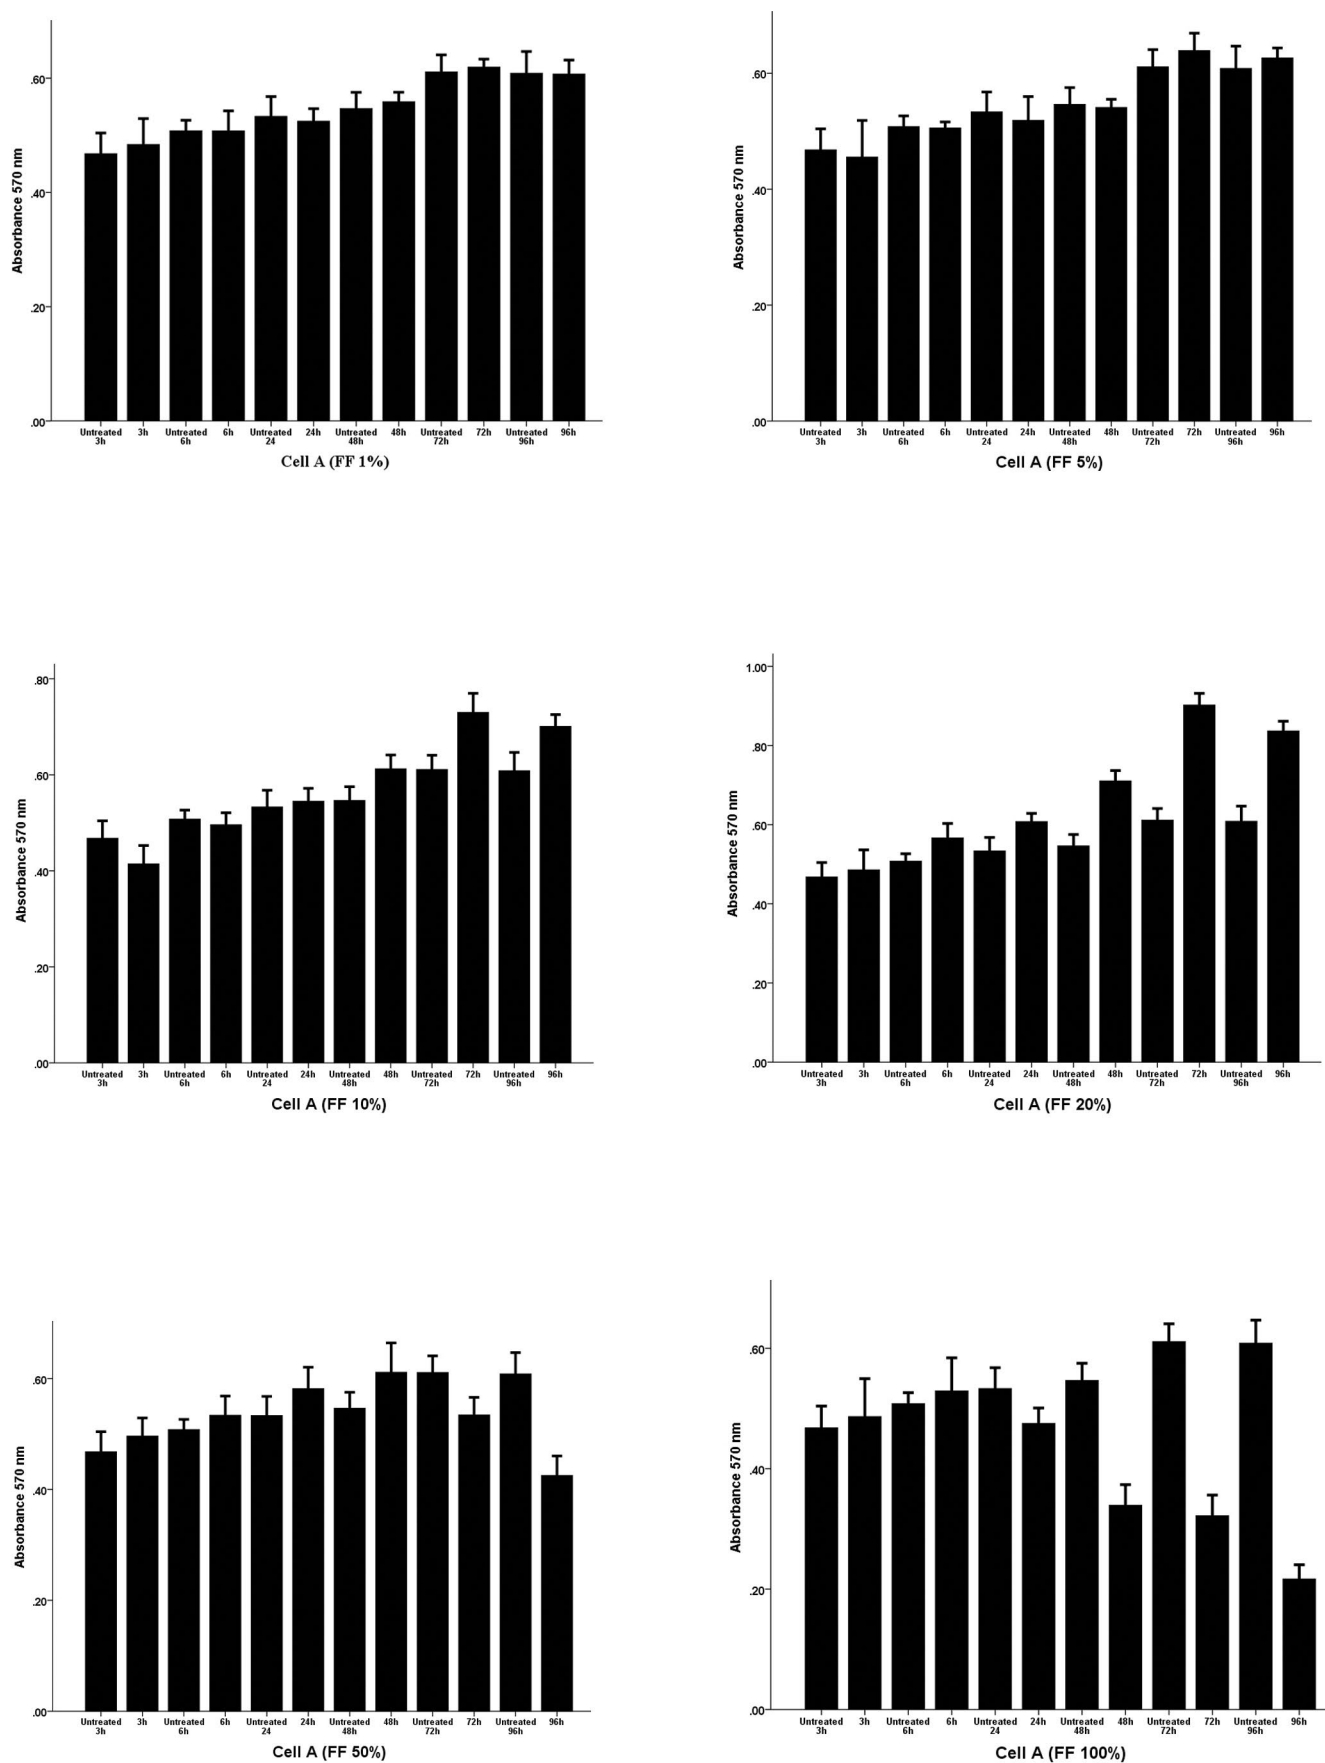 Absorbance 570 nm
.60
.40
.20
.00
Untreated 3h Untreated 6h Untreated 24h Untreated 48h Untreated 72h Untreated 96h
3h 6h 24 48h 72h 96h
Cell A (FF 1%)
Absorbance 570 nm
.60
.40
.20
.00
Untreated 3h Untreated 6h Untreated 24h Untreated 48h Untreated 72h Untreated 96h
3h 6h 24 48h 72h 96h
Cell A (FF 5%)
Absorbance 570 nm
.80
.60
.40
.20
.00
Untreated 3h Untreated 6h Untreated 24h Untreated 48h Untreated 72h Untreated 96h
3h 6h 24 48h 72h 96h
Cell A (FF 10%)
Absorbance 570 nm
1.00
.80
.60
.40
.20
.00
Untreated 3h Untreated 6h Untreated 24h Untreated 48h Untreated 72h Untreated 96h
3h 6h 24 48h 72h 96h
Cell A (FF 20%)
Absorbance 570 nm
.60
.40
.20
.00
Untreated 3h Untreated 6h Untreated 24h Untreated 48h Untreated 72h Untreated 96h
3h 6h 24 48h 72h 96h
Cell A (FF 50%)
Absorbance 570 nm
.60
.40
.20
.00
Untreated 3h Untreated 6h Untreated 24h Untreated 48h Untreated 72h Untreated 96h
3h 6h 24 48h 72h 96h
Cell A (FF 100%)